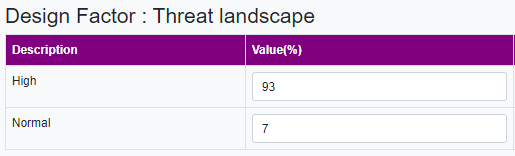 Design Factor : Threat landscape
Description Value(%)
High 93
Normal 7